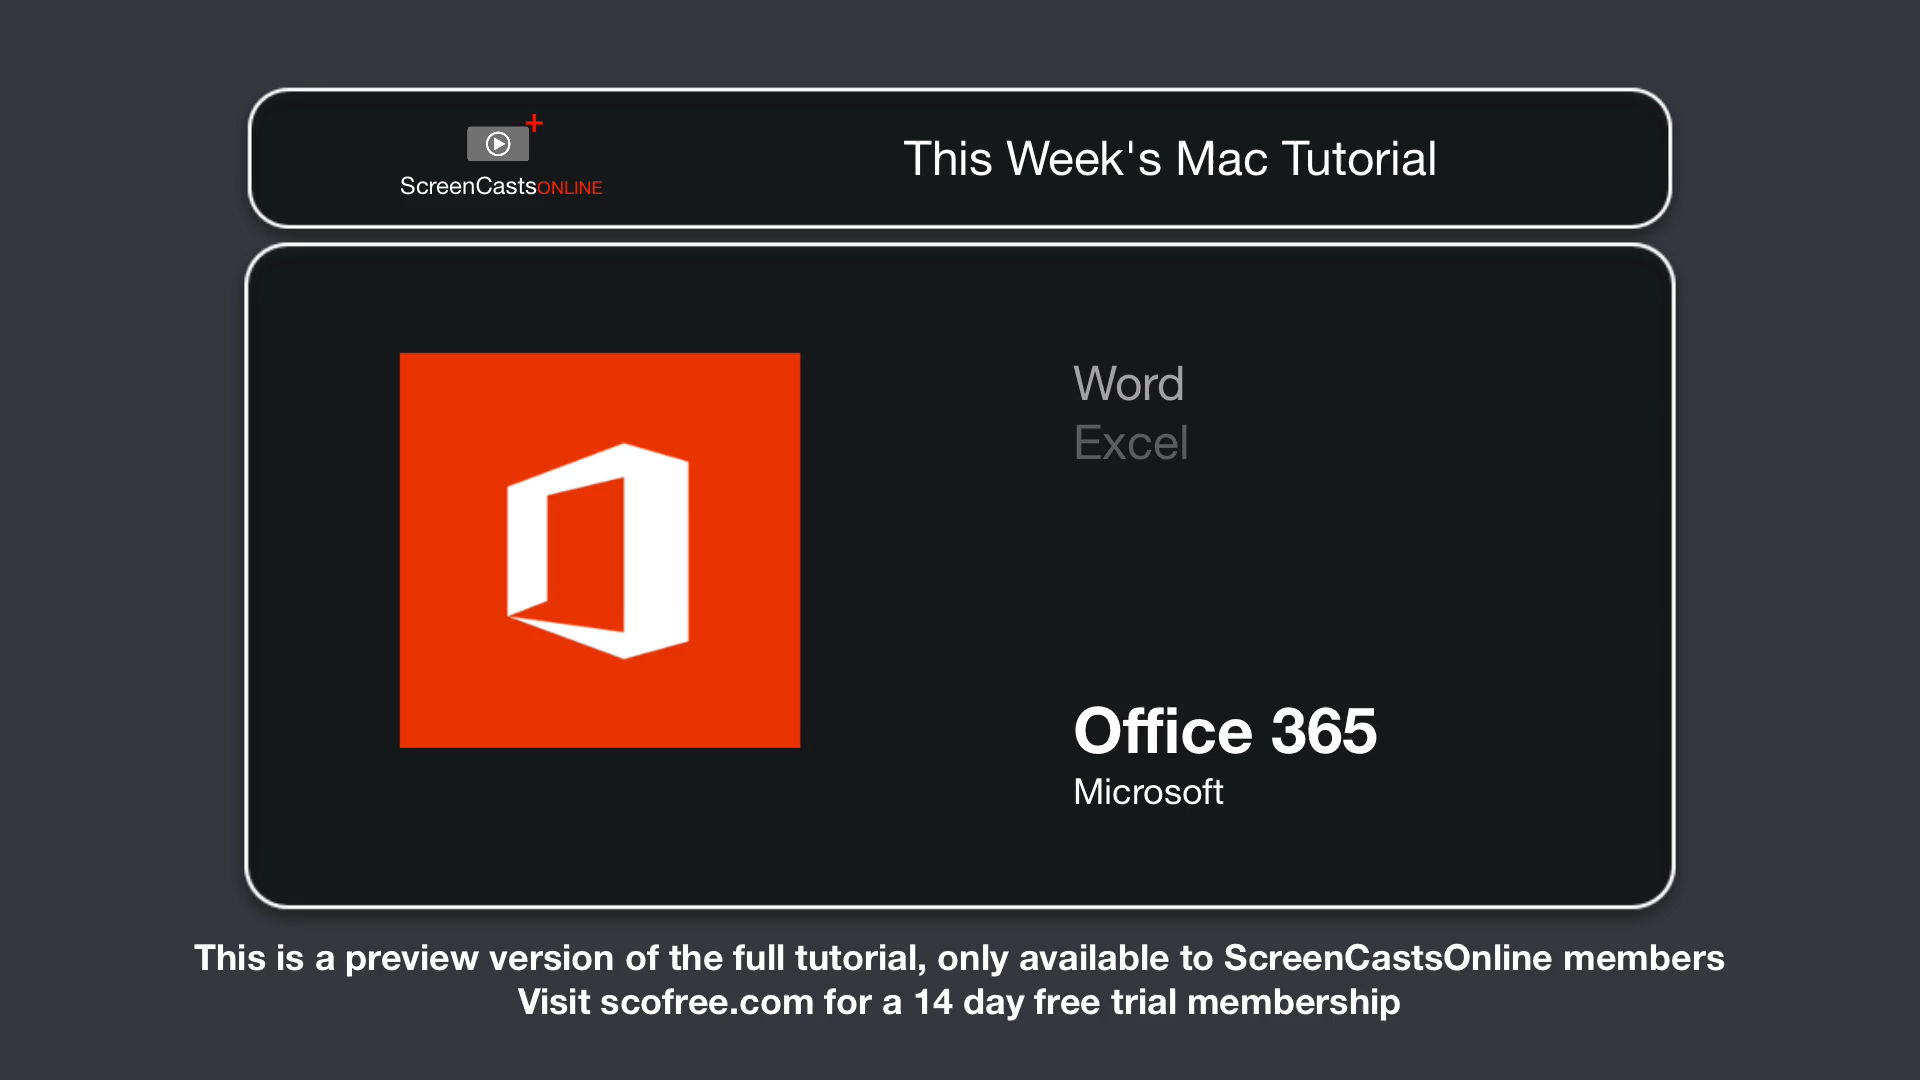 ScreenCastsONLINE
This Week's Mac Tutorial
Word
Excel
Office 365
Microsoft
This is a preview version of the full tutorial, only available to ScreenCastsOnline members
Visit scofree.com for a 14 day free trial membership